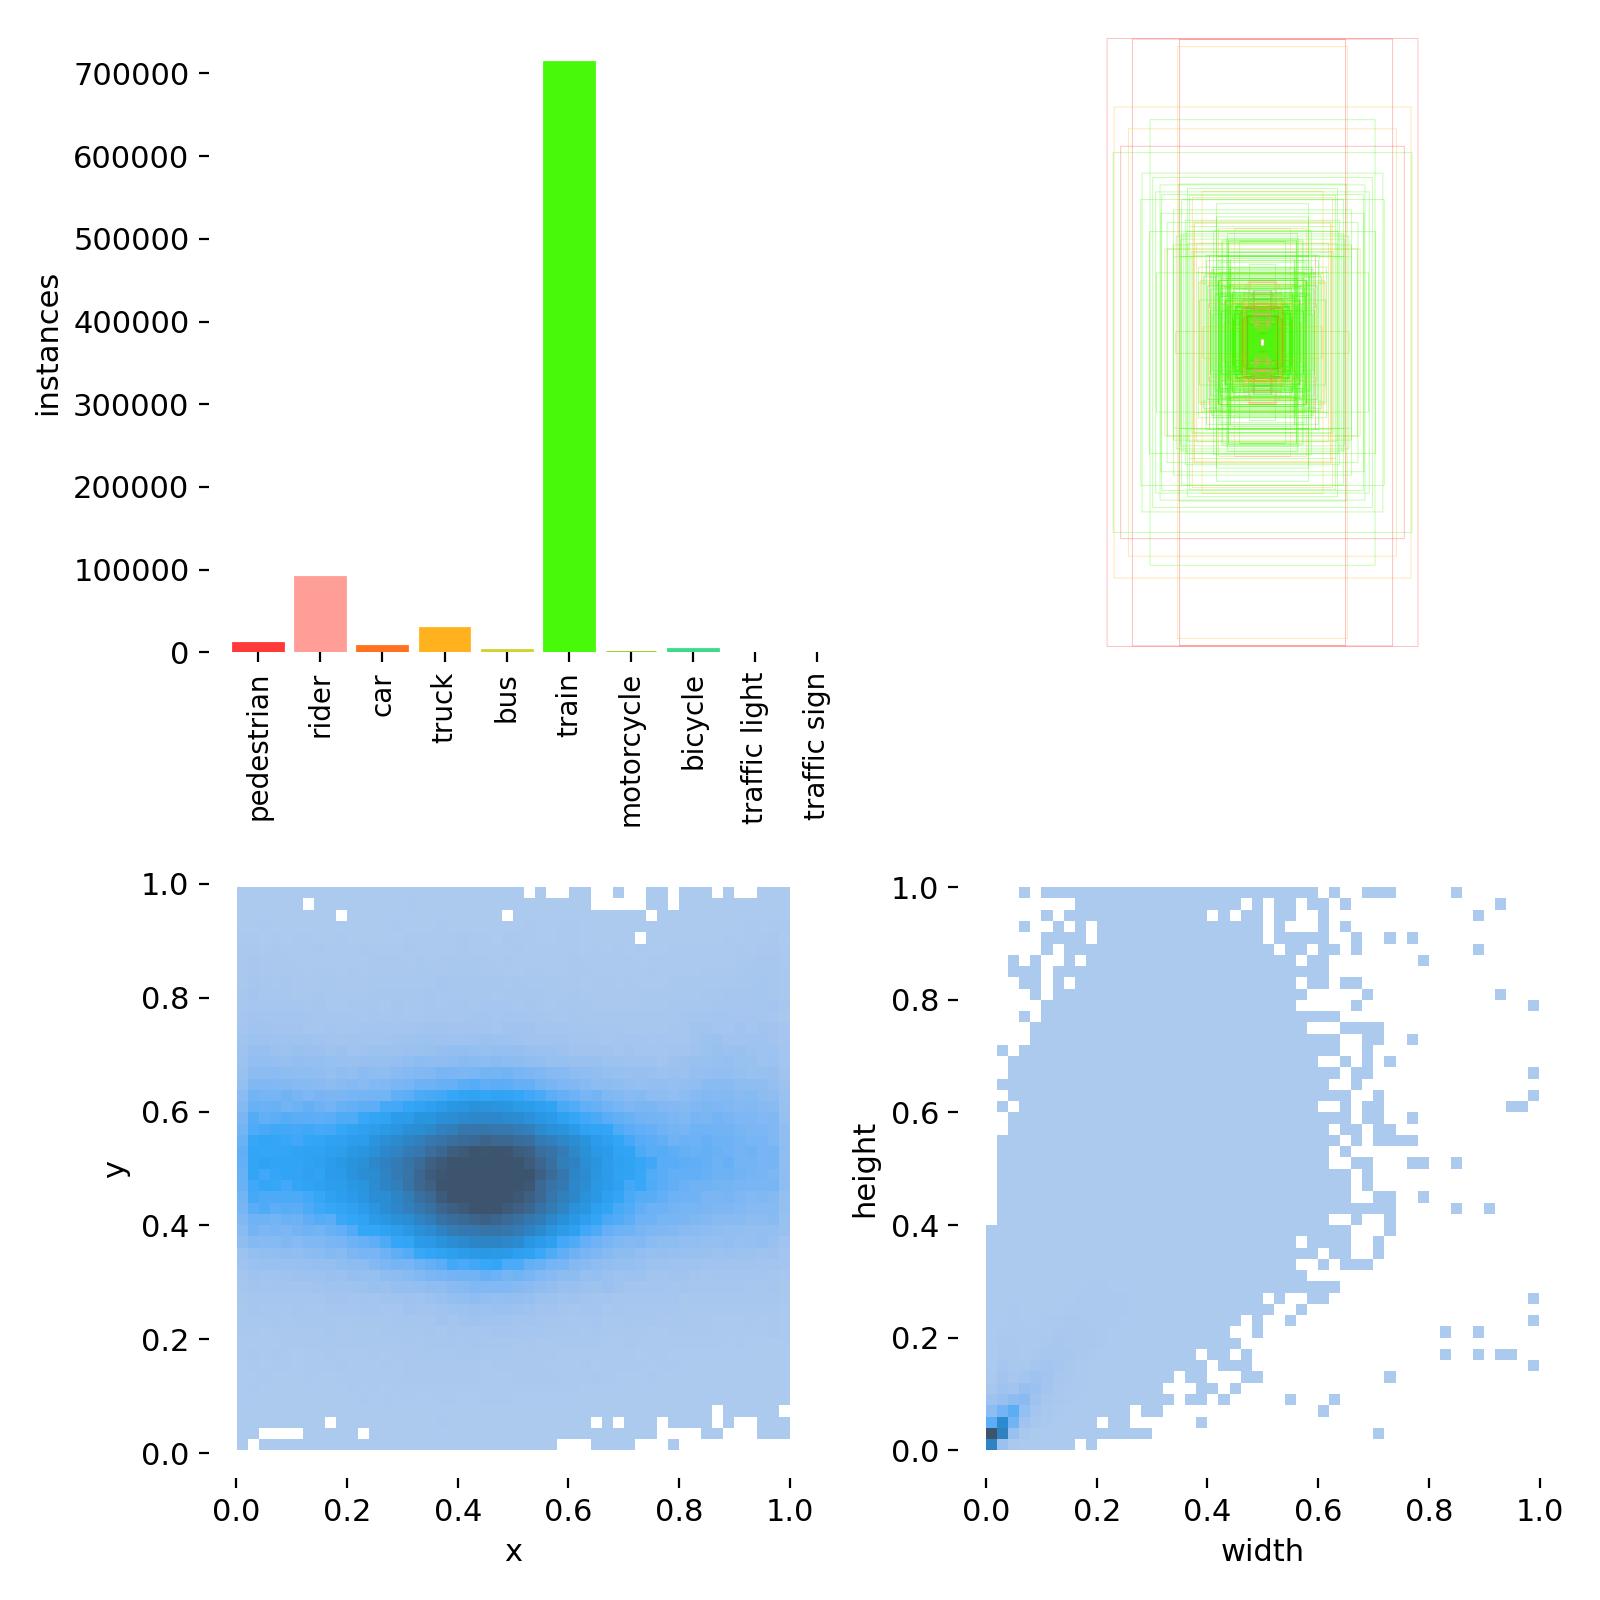 700000
600000
500000
400000
300000
200000
100000
0
instances
pedestrian
rider
car
truck
bus
train
motorcycle
bicycle
traffic light
traffic sign
1.0
0.8
0.6
0.4
0.2
0.0
y
0.0 0.2 0.4 0.6 0.8 1.0
x
1.0
0.8
0.6
0.4
0.2
0.0
height
0.0 0.2 0.4 0.6 0.8 1.0
width